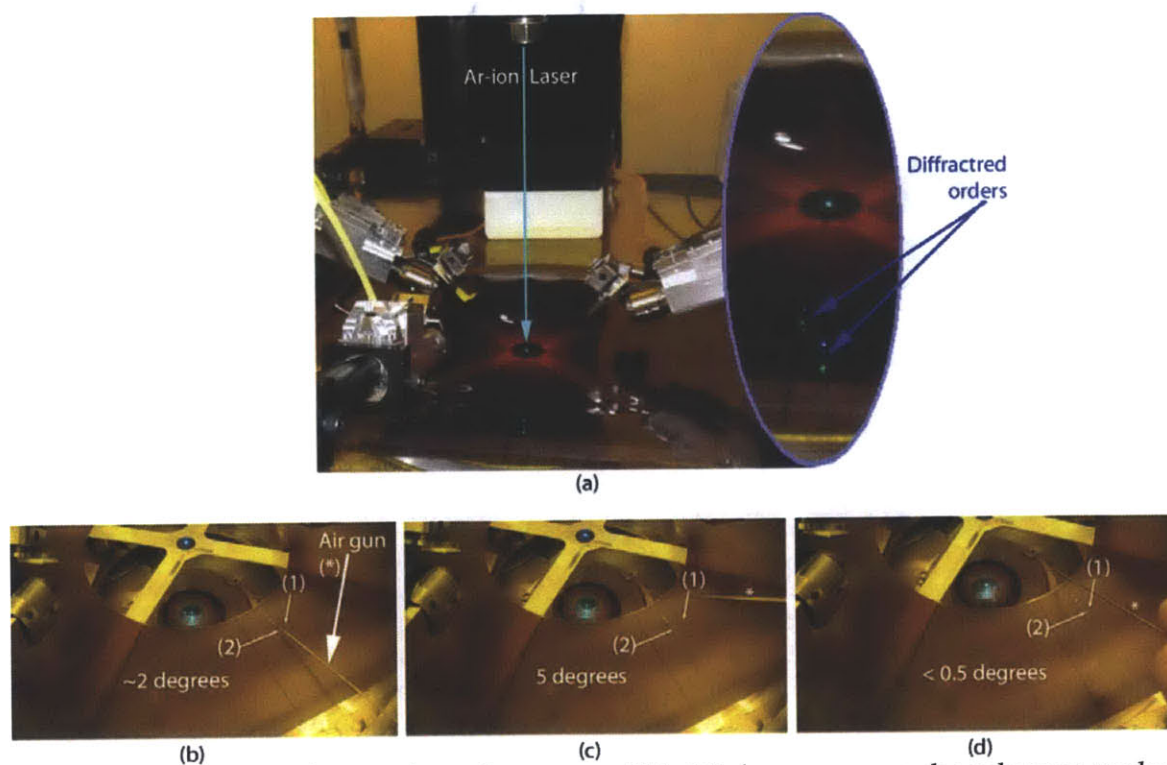 Ar-ion Laser
Diffractred
orders
(a)
Air gun
(*)
(1)
(2)
~2 degrees
(b)
(1)
*
(2)
5 degrees
(c)
(1)
*
(2)
< 0.5 degrees
(d)